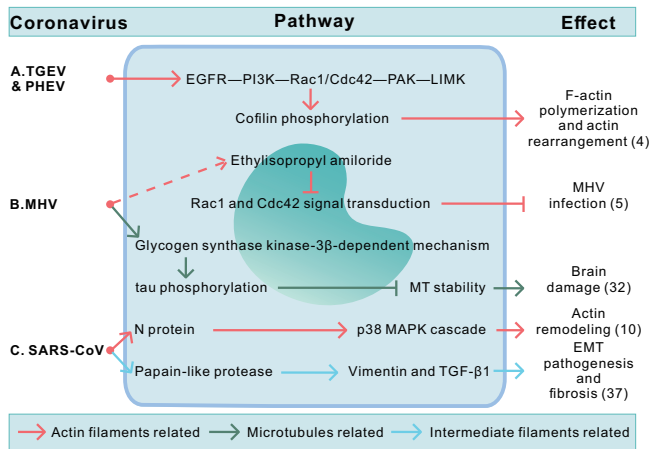 Coronavirus Pathway Effect
A.TGEV
& PHEV
EGFR—PI3K—Rac1/Cdc42—PAK—LIMK
Cofilin phosphorylation
F-actin
polymerization
and actin
rearrangement (4)
Ethylisopropyl amiloride
B.MHV
Rac1 and Cdc42 signal transduction
MHV
infection (5)
Glycogen synthase kinase-3β-dependent mechanism
tau phosphorylation
MT stability
Brain
damage (32)
C. SARS-CoV
N protein
p38 MAPK cascade
Actin
remodeling (10)
Papain-like protease
Vimentin and TGF-β1
EMT
pathogenesis
and
fibrosis (37)
Actin filaments related
Microtubules related
Intermediate filaments related